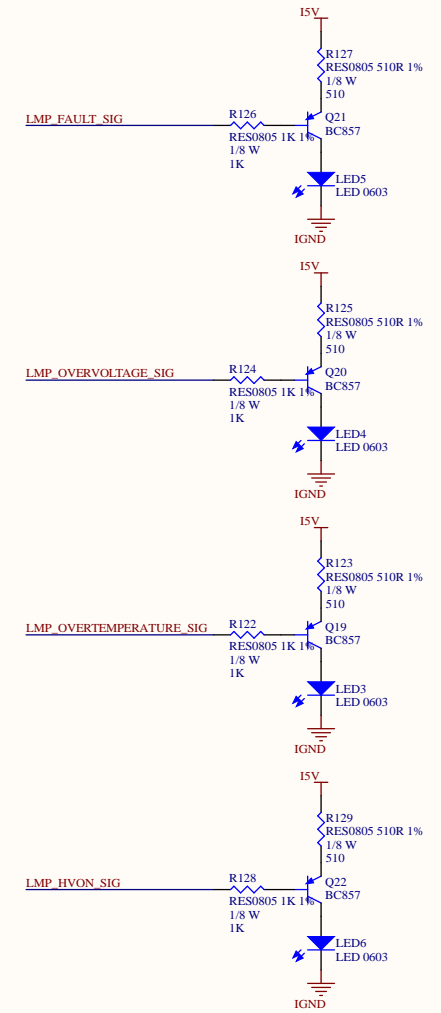 I5V
R127
RES0805 510R 1%
1/8 W
510
LMP_FAULT_SIG
R126
RES0805 1K 1%
1/8 W
1K
Q21
BC857
LED5
LED 0603
IGND
I5V
R125
RES0805 510R 1%
1/8 W
510
LMP_OVERVOLTAGE_SIG
R124
RES0805 1K 1%
1/8 W
1K
Q20
BC857
LED4
LED 0603
IGND
I5V
R123
RES0805 510R 1%
1/8 W
510
LMP_OVERTEMPERATURE_SIG
R122
RES0805 1K 1%
1/8 W
1K
Q19
BC857
LED3
LED 0603
IGND
I5V
R129
RES0805 510R 1%
1/8 W
510
LMP_HVON_SIG
R128
RES0805 1K 1%
1/8 W
1K
Q22
BC857
LED6
LED 0603
IGND